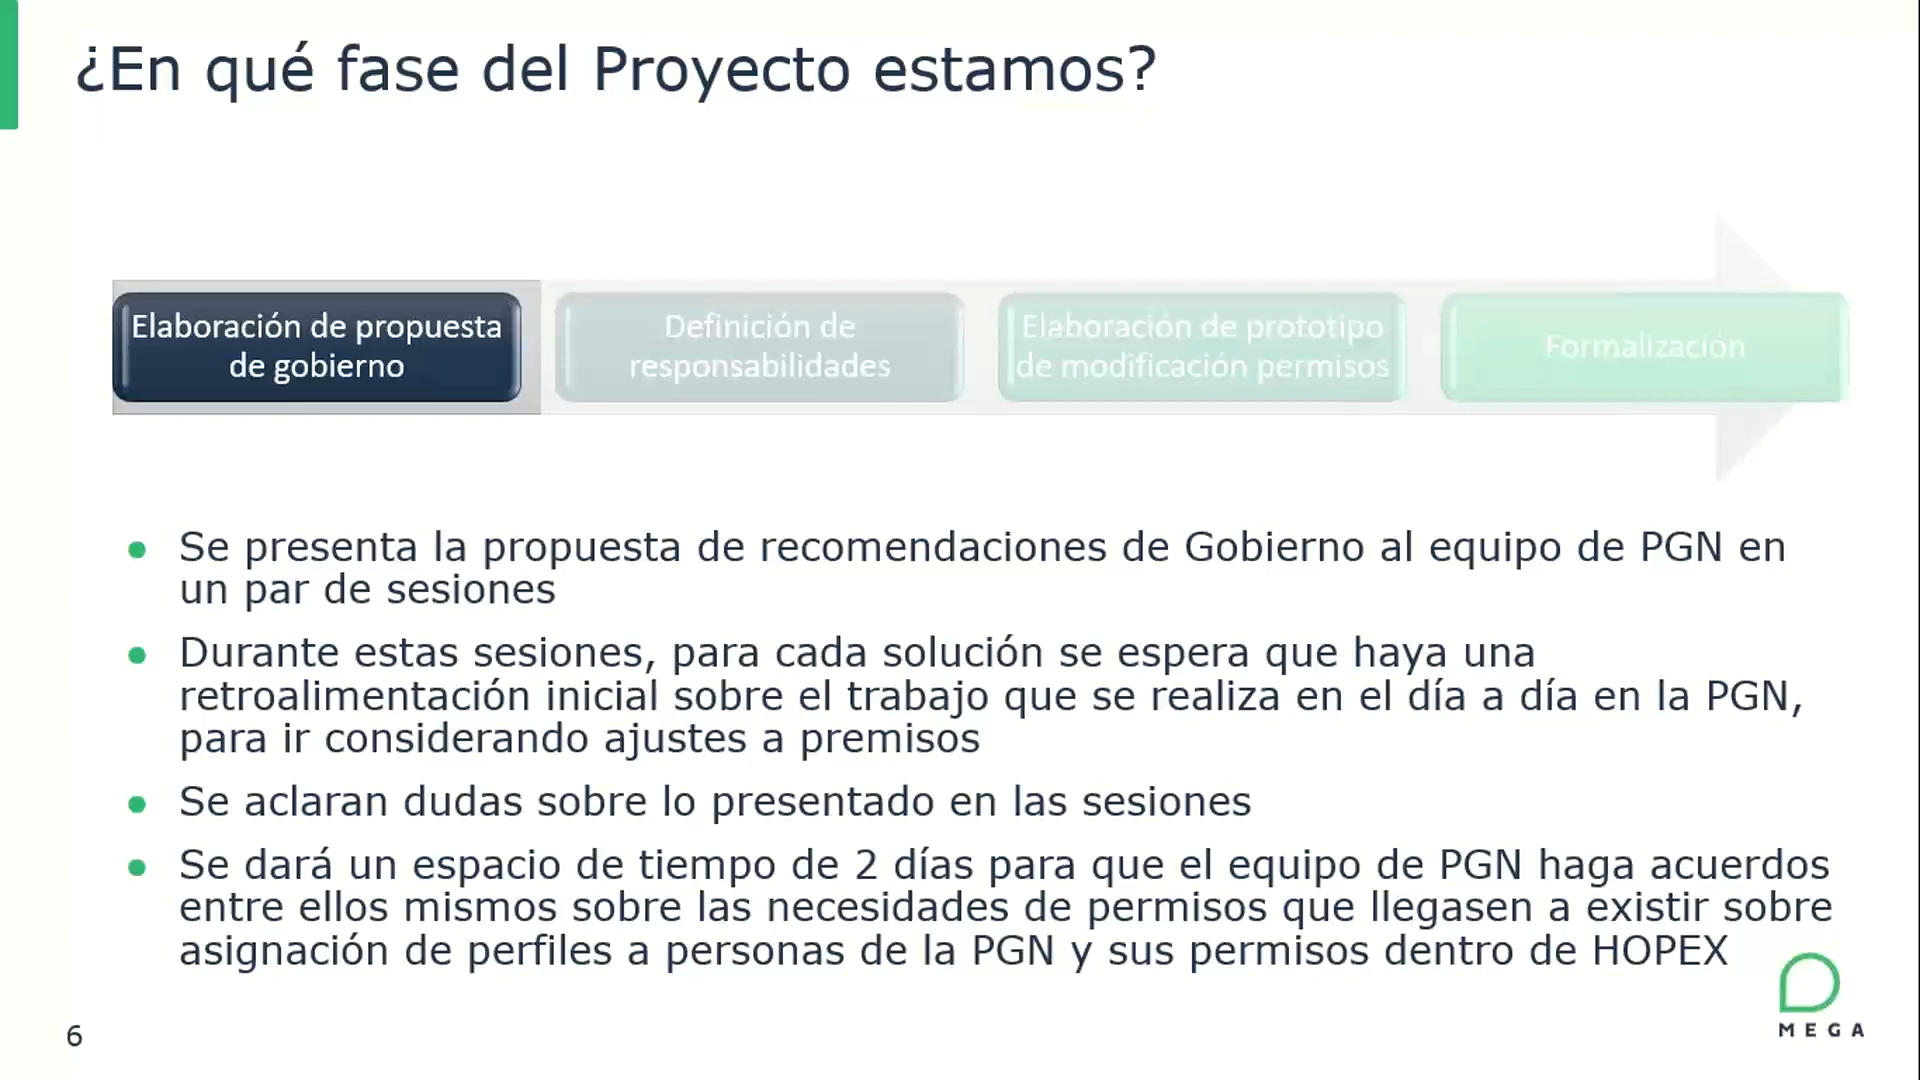 ¿En qué fase del Proyecto estamos?
Elaboración de propuesta
de gobierno
Definición de
responsabilidades
Elaboración de prototipo
de modificación permisos
Formalización
• Se presenta la propuesta de recomendaciones de Gobierno al equipo de PGN en
un par de sesiones
• Durante estas sesiones, para cada solución se espera que haya una
retroalimentación inicial sobre el trabajo que se realiza en el día a día en la PGN,
para ir considerando ajustes a premisos
• Se aclaran dudas sobre lo presentado en las sesiones
• Se dará un espacio de tiempo de 2 días para que el equipo de PGN haga acuerdos
entre ellos mismos sobre las necesidades de permisos que llegasen a existir sobre
asignación de perfiles a personas de la PGN y sus permisos dentro de HOPEX
6
MEGA